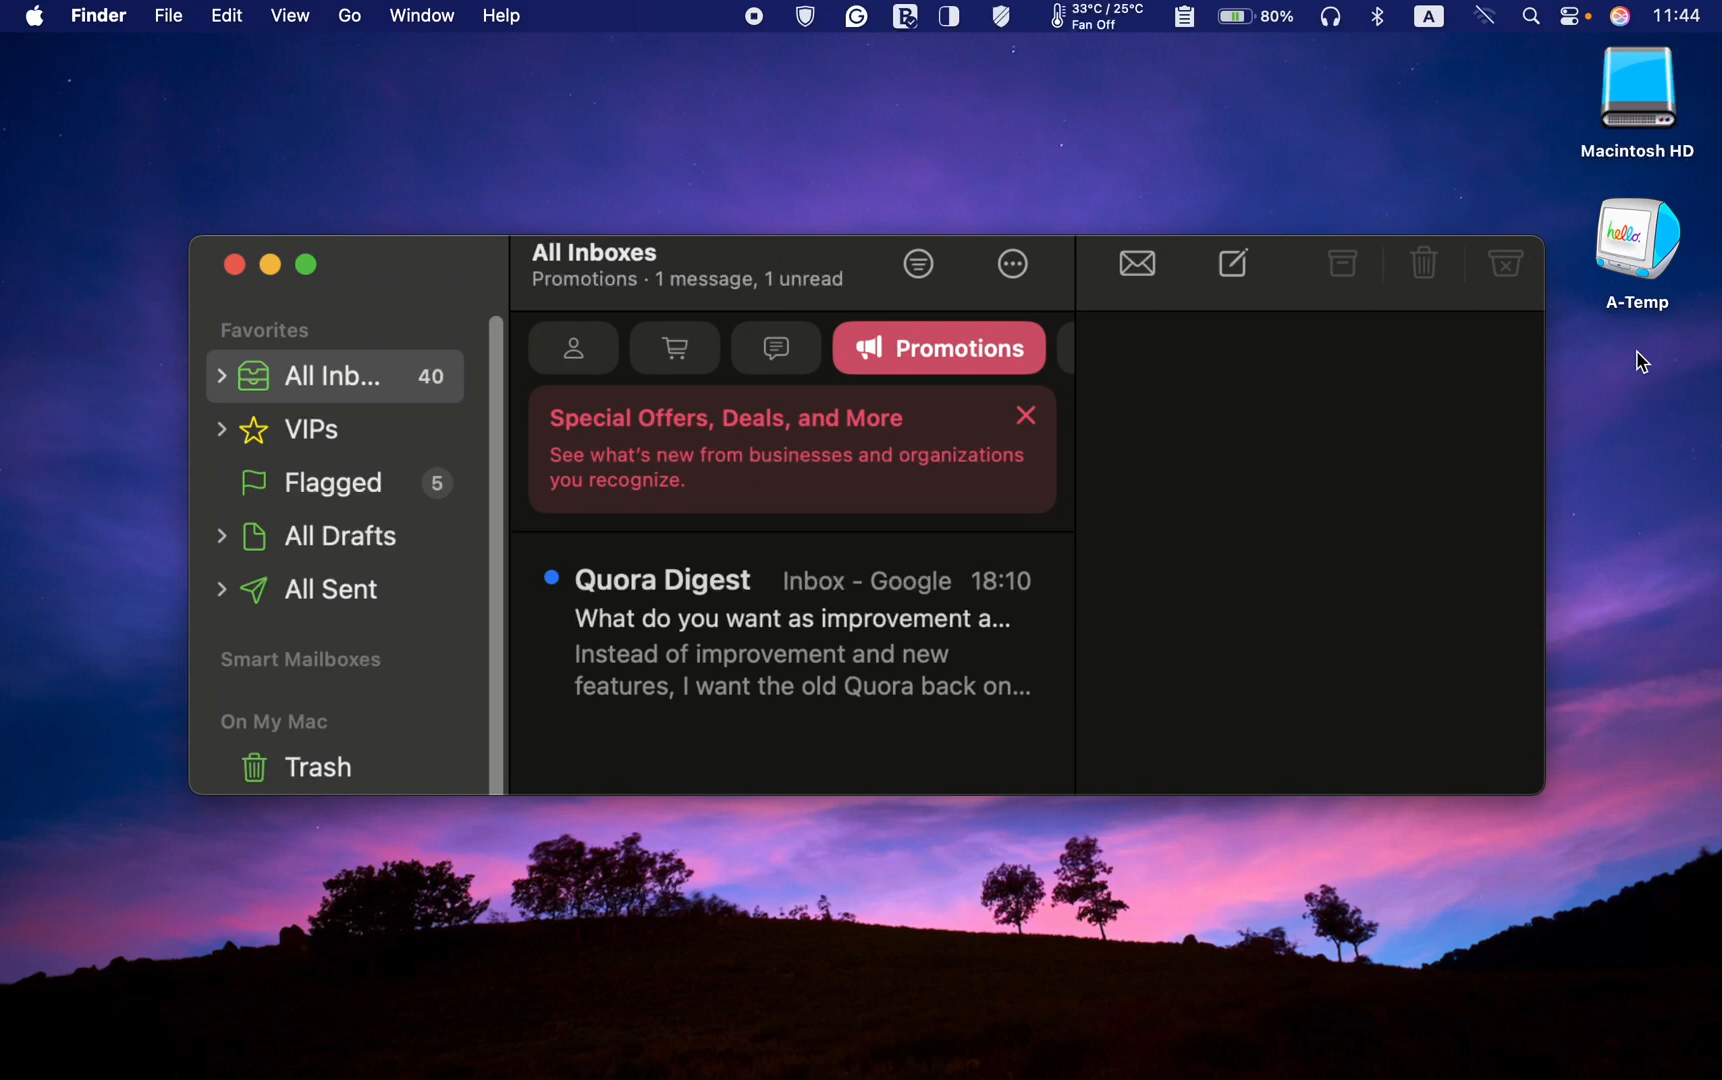 Finder File Edit View Go Window Help 33°C / 25°C 80% A 11:44
Fan Off
Macintosh HD
hello.
A-Temp
All Inboxes
Promotions · 1 message, 1 unread
Favorites
All Inb... 40
VIPs
Flagged 5
All Drafts
All Sent
Smart Mailboxes
On My Mac
Trash
Promotions
Special Offers, Deals, and More
See what's new from businesses and organizations
you recognize.
Quora Digest Inbox - Google 18:10
What do you want as improvement a...
Instead of improvement and new
features, I want the old Quora back on...